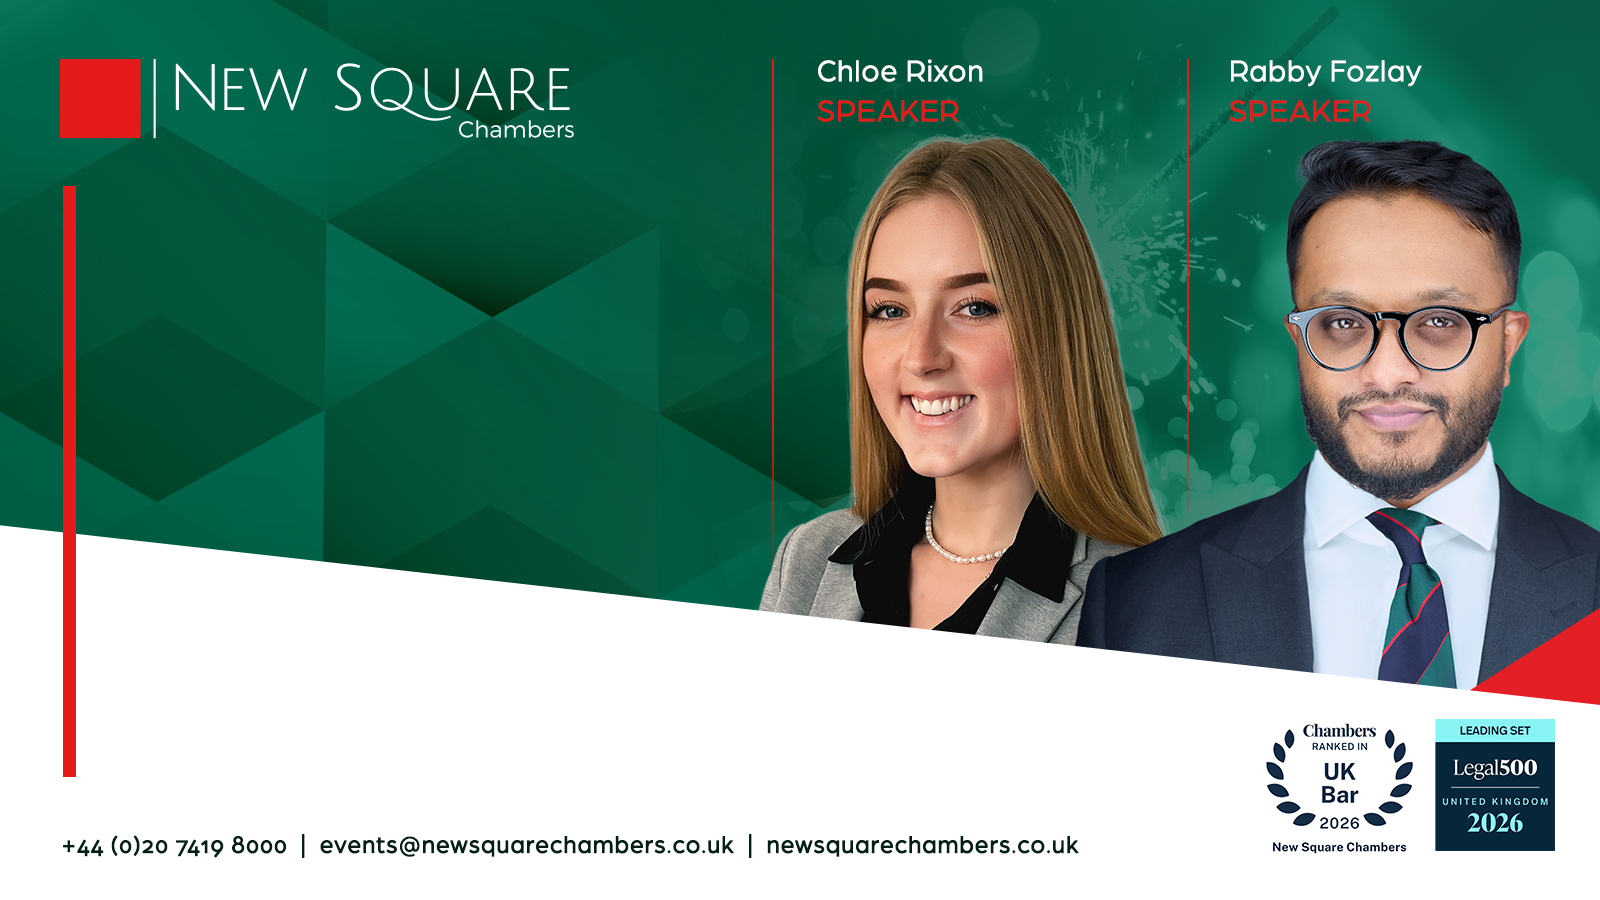 NEW SQUARE
Chambers
Chloe Rixon
SPEAKER
Rabby Fozlay
SPEAKER
Chambers
RANKED IN
UK
Bar
2026
New Square Chambers
LEADING SET
Legal500
UNITED KINGDOM
2026
+44 (0)20 7419 8000 | events@newsquarechambers.co.uk | newsquarechambers.co.uk